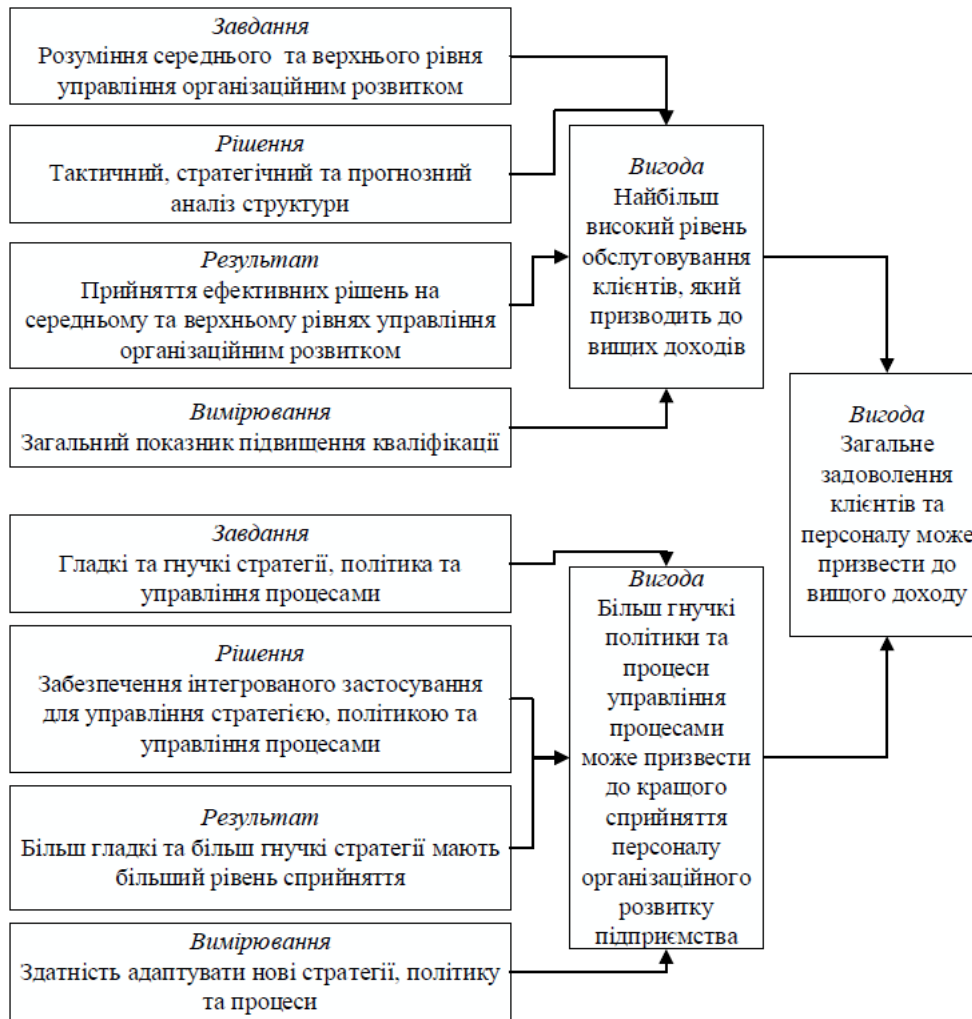 Завдання
Розуміння середнього та верхнього рівня
управління організаційним розвитком
Рішення
Тактичний, стратегічний та прогнозний
аналіз структури
Результат
Прийняття ефективних рішень на
середньому та верхньому рівнях управління
організаційним розвитком
Вимірювання
Загальний показник підвищення кваліфікації
Вигода
Найбільш
високий рівень
обслуговування
клієнтів, який
призводить до
вищих доходів
Завдання
Гладкі та гнучкі стратегії, політика та
управління процесами
Рішення
Забезпечення інтегрованого застосування
для управління стратегією, політикою та
управління процесами
Результат
Більш гладкі та більш гнучкі стратегії мають
більший рівень сприйняття
Вимірювання
Здатність адаптувати нові стратегії, політику
та процеси
Вигода
Більш гнучкі
політики та
процеси
управління
процесами
може призвести
до кращого
сприйняття
персоналу
організаційного
розвитку
підприємства
Вигода
Загальне
задоволення
клієнтів та
персоналу може
призвести до
вищого доходу